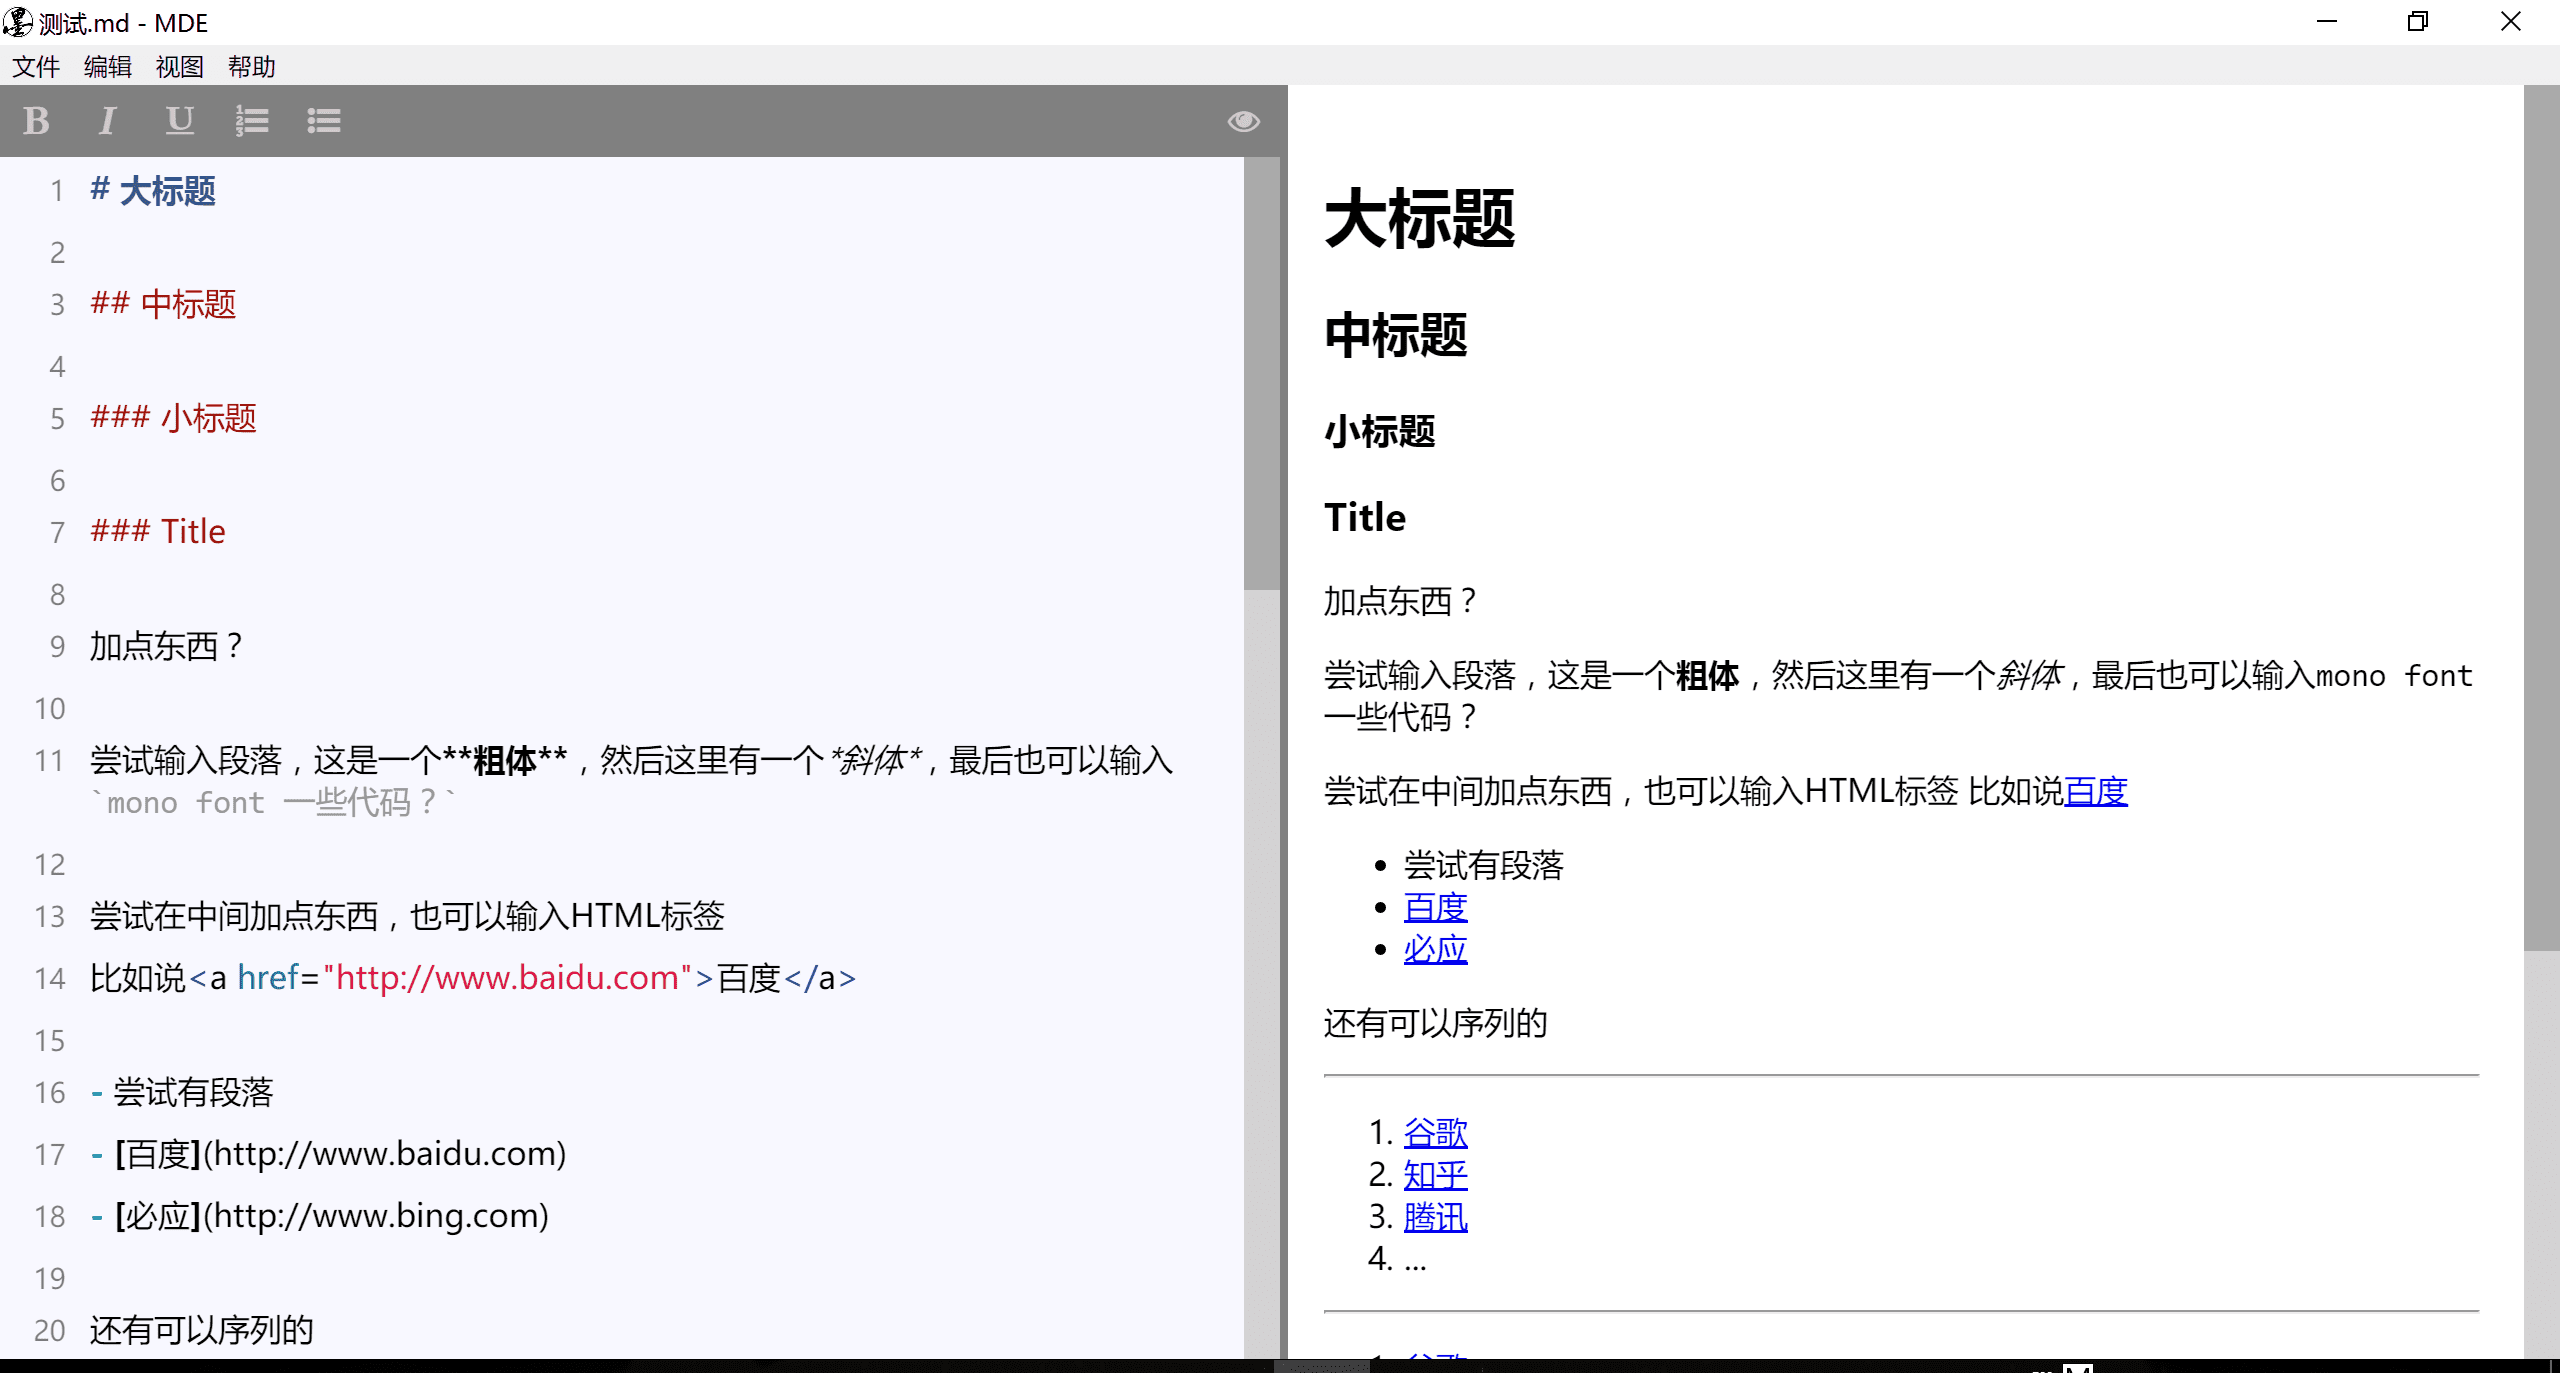 测试.md - MDE
文件 编辑 视图 帮助
B I U
1 # 大标题
2
3 ## 中标题
4
5 ### 小标题
6
7 ### Title
8
9 加点东西？
10
11 尝试输入段落，这是一个**粗体**，然后这里有一个*斜体*，最后也可以输入
`mono font 一些代码？`
12
13 尝试在中间加点东西，也可以输入HTML标签
14 比如说<a href="http://www.baidu.com">百度</a>
15
16 - 尝试有段落
17 - [百度](http://www.baidu.com)
18 - [必应](http://www.bing.com)
19
20 还有可以序列的
大标题
中标题
小标题
Title
加点东西？
尝试输入段落，这是一个粗体，然后这里有一个斜体，最后也可以输入mono font
一些代码？
尝试在中间加点东西，也可以输入HTML标签 比如说百度
• 尝试有段落
• 百度
• 必应
还有可以序列的
1. 谷歌
2. 知乎
3. 腾讯
4. ...